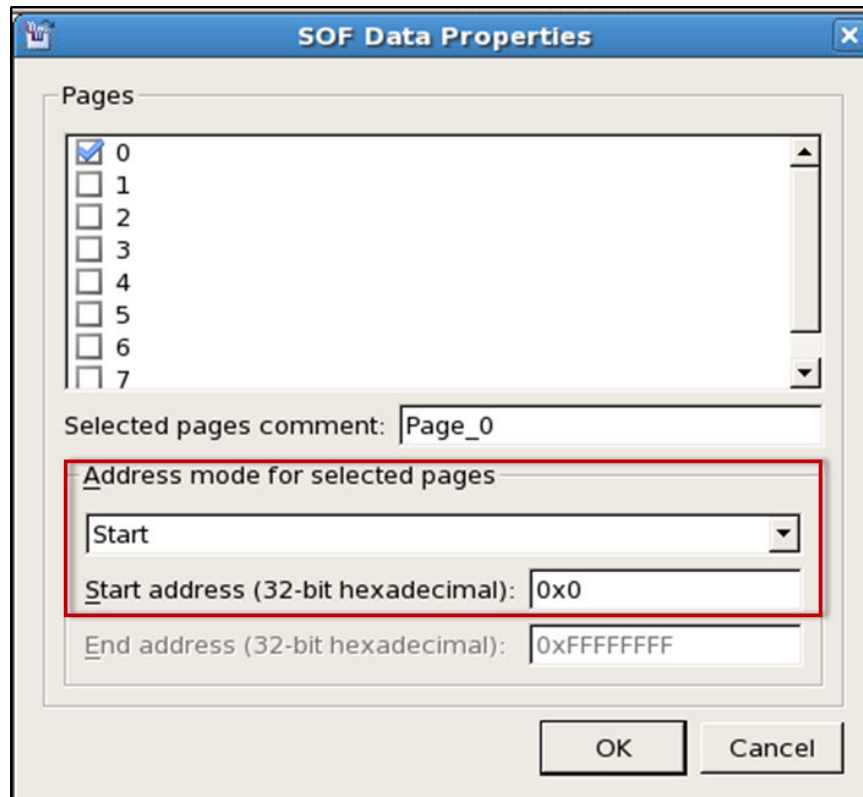 SOF Data Properties
Pages
0
1
2
3
4
5
6
7
Selected pages comment: Page_0
Address mode for selected pages
Start
Start address (32-bit hexadecimal): 0x0
End address (32-bit hexadecimal): 0xFFFFFFFF
OK Cancel